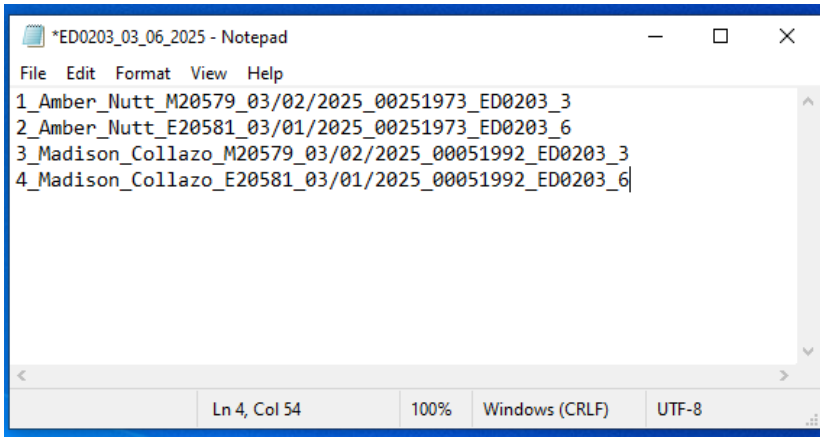 *ED0203_03_06_2025 - Notepad
File Edit Format View Help
1_Amber_Nutt_M20579_03/02/2025_00251973_ED0203_3
2_Amber_Nutt_E20581_03/01/2025_00251973_ED0203_6
3_Madison_Collazo_M20579_03/02/2025_00051992_ED0203_3
4_Madison_Collazo_E20581_03/01/2025_00051992_ED0203_6
Ln 4, Col 54 100% Windows (CRLF) UTF-8